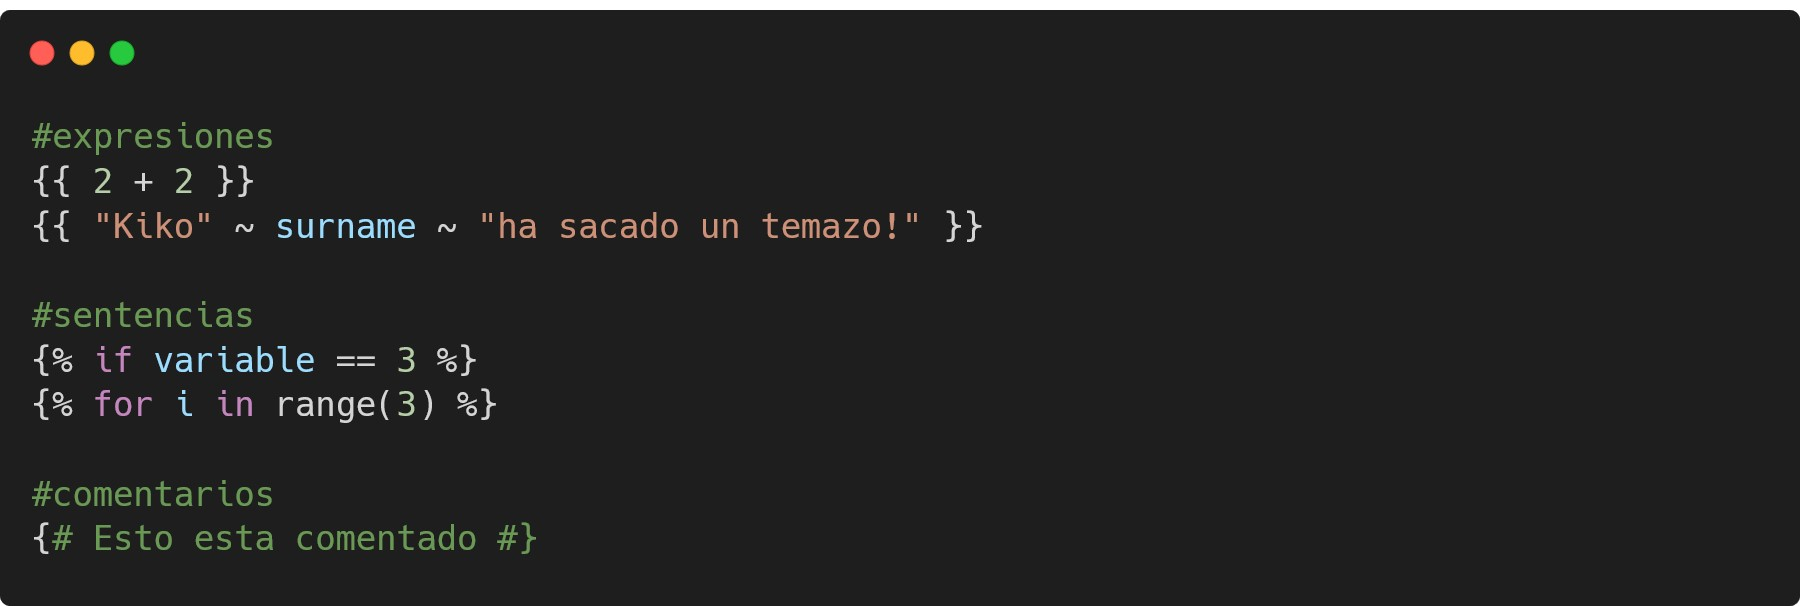 #expresiones
{{ 2 + 2 }}
{{ "Kiko" ~ surname ~ "ha sacado un temazo!" }}
#sentencias
{% if variable == 3 %}
{% for i in range(3) %}
#comentarios
{# Esto esta comentado #}